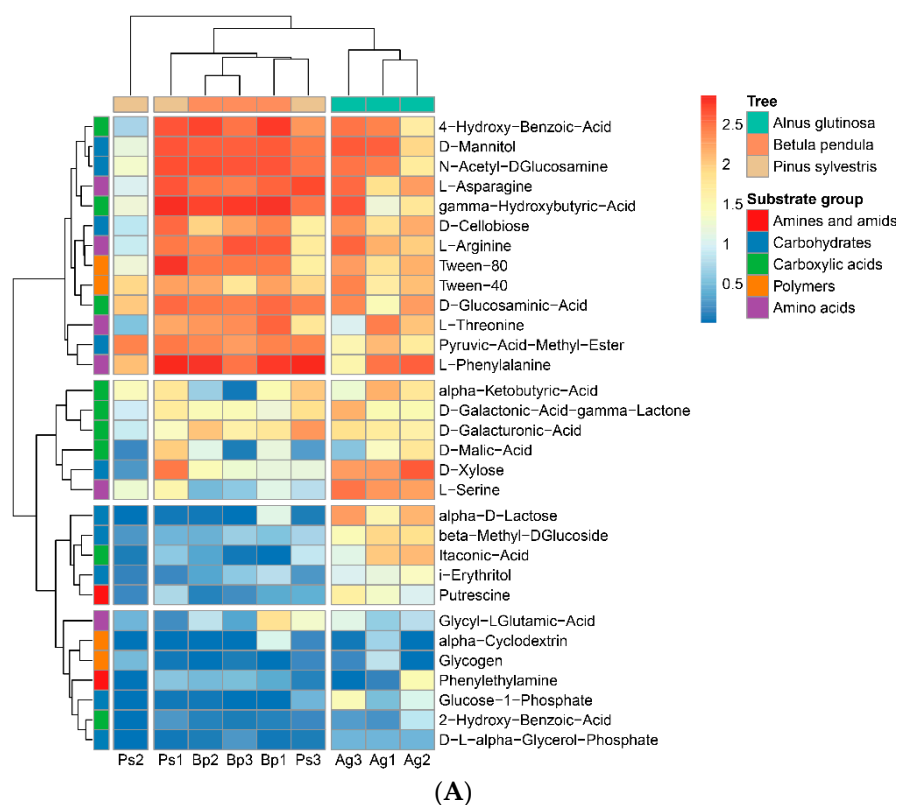 4-Hydroxy-Benzoic-Acid
D-Mannitol
N-Acetyl-DGlucosamine
L-Asparagine
gamma-Hydroxybutyric-Acid
D-Cellobiose
L-Arginine
Tween-80
Tween-40
D-Glucosaminic-Acid
L-Threonine
Pyruvic-Acid-Methyl-Ester
L-Phenylalanine
alpha-Ketobutyric-Acid
D-Galactonic-Acid-gamma-Lactone
D-Galacturonic-Acid
D-Malic-Acid
D-Xylose
L-Serine
alpha-D-Lactose
beta-Methyl-DGlucoside
Itaconic-Acid
i-Erythritol
Putrescine
Glycyl-LGlutamic-Acid
alpha-Cyclodextrin
Glycogen
Phenylethylamine
Glucose-1-Phosphate
2-Hydroxy-Benzoic-Acid
D-L-alpha-Glycerol-Phosphate
Ps2 Ps1 Bp2 Bp3 Bp1 Ps3 Ag3 Ag1 Ag2
2.5
2
1.5
1
0.5
Tree
Alnus glutinosa
Betula pendula
Pinus sylvestris
Substrate group
Amines and amids
Carbohydrates
Carboxylic acids
Polymers
Amino acids
(A)